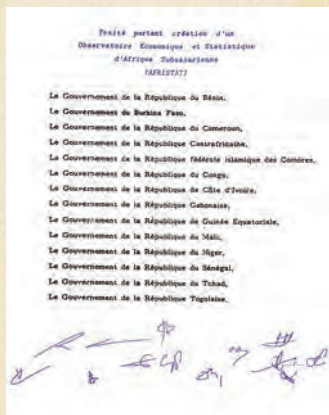 Traité portant création d'un
Observatoire Economique et Statistique
d'Afrique Subsaharienne
(AFRISTAT)
Le Gouvernement de la République du Bénin,
Le Gouvernement du Burkina Faso,
Le Gouvernement de la République du Cameroun,
Le Gouvernement de la République Centrafricaine,
Le Gouvernement de la République fédérale islamique des Comores,
Le Gouvernement de la République du Congo,
Le Gouvernement de la République de Côte d'Ivoire,
Le Gouvernement de la République Gabonaise,
Le Gouvernement de la République de Guinée Equatoriale,
Le Gouvernement de la République du Mali,
Le Gouvernement de la République du Niger,
Le Gouvernement de la République du Sénégal,
Le Gouvernement de la République du Tchad,
Le Gouvernement de la République Togolaise,